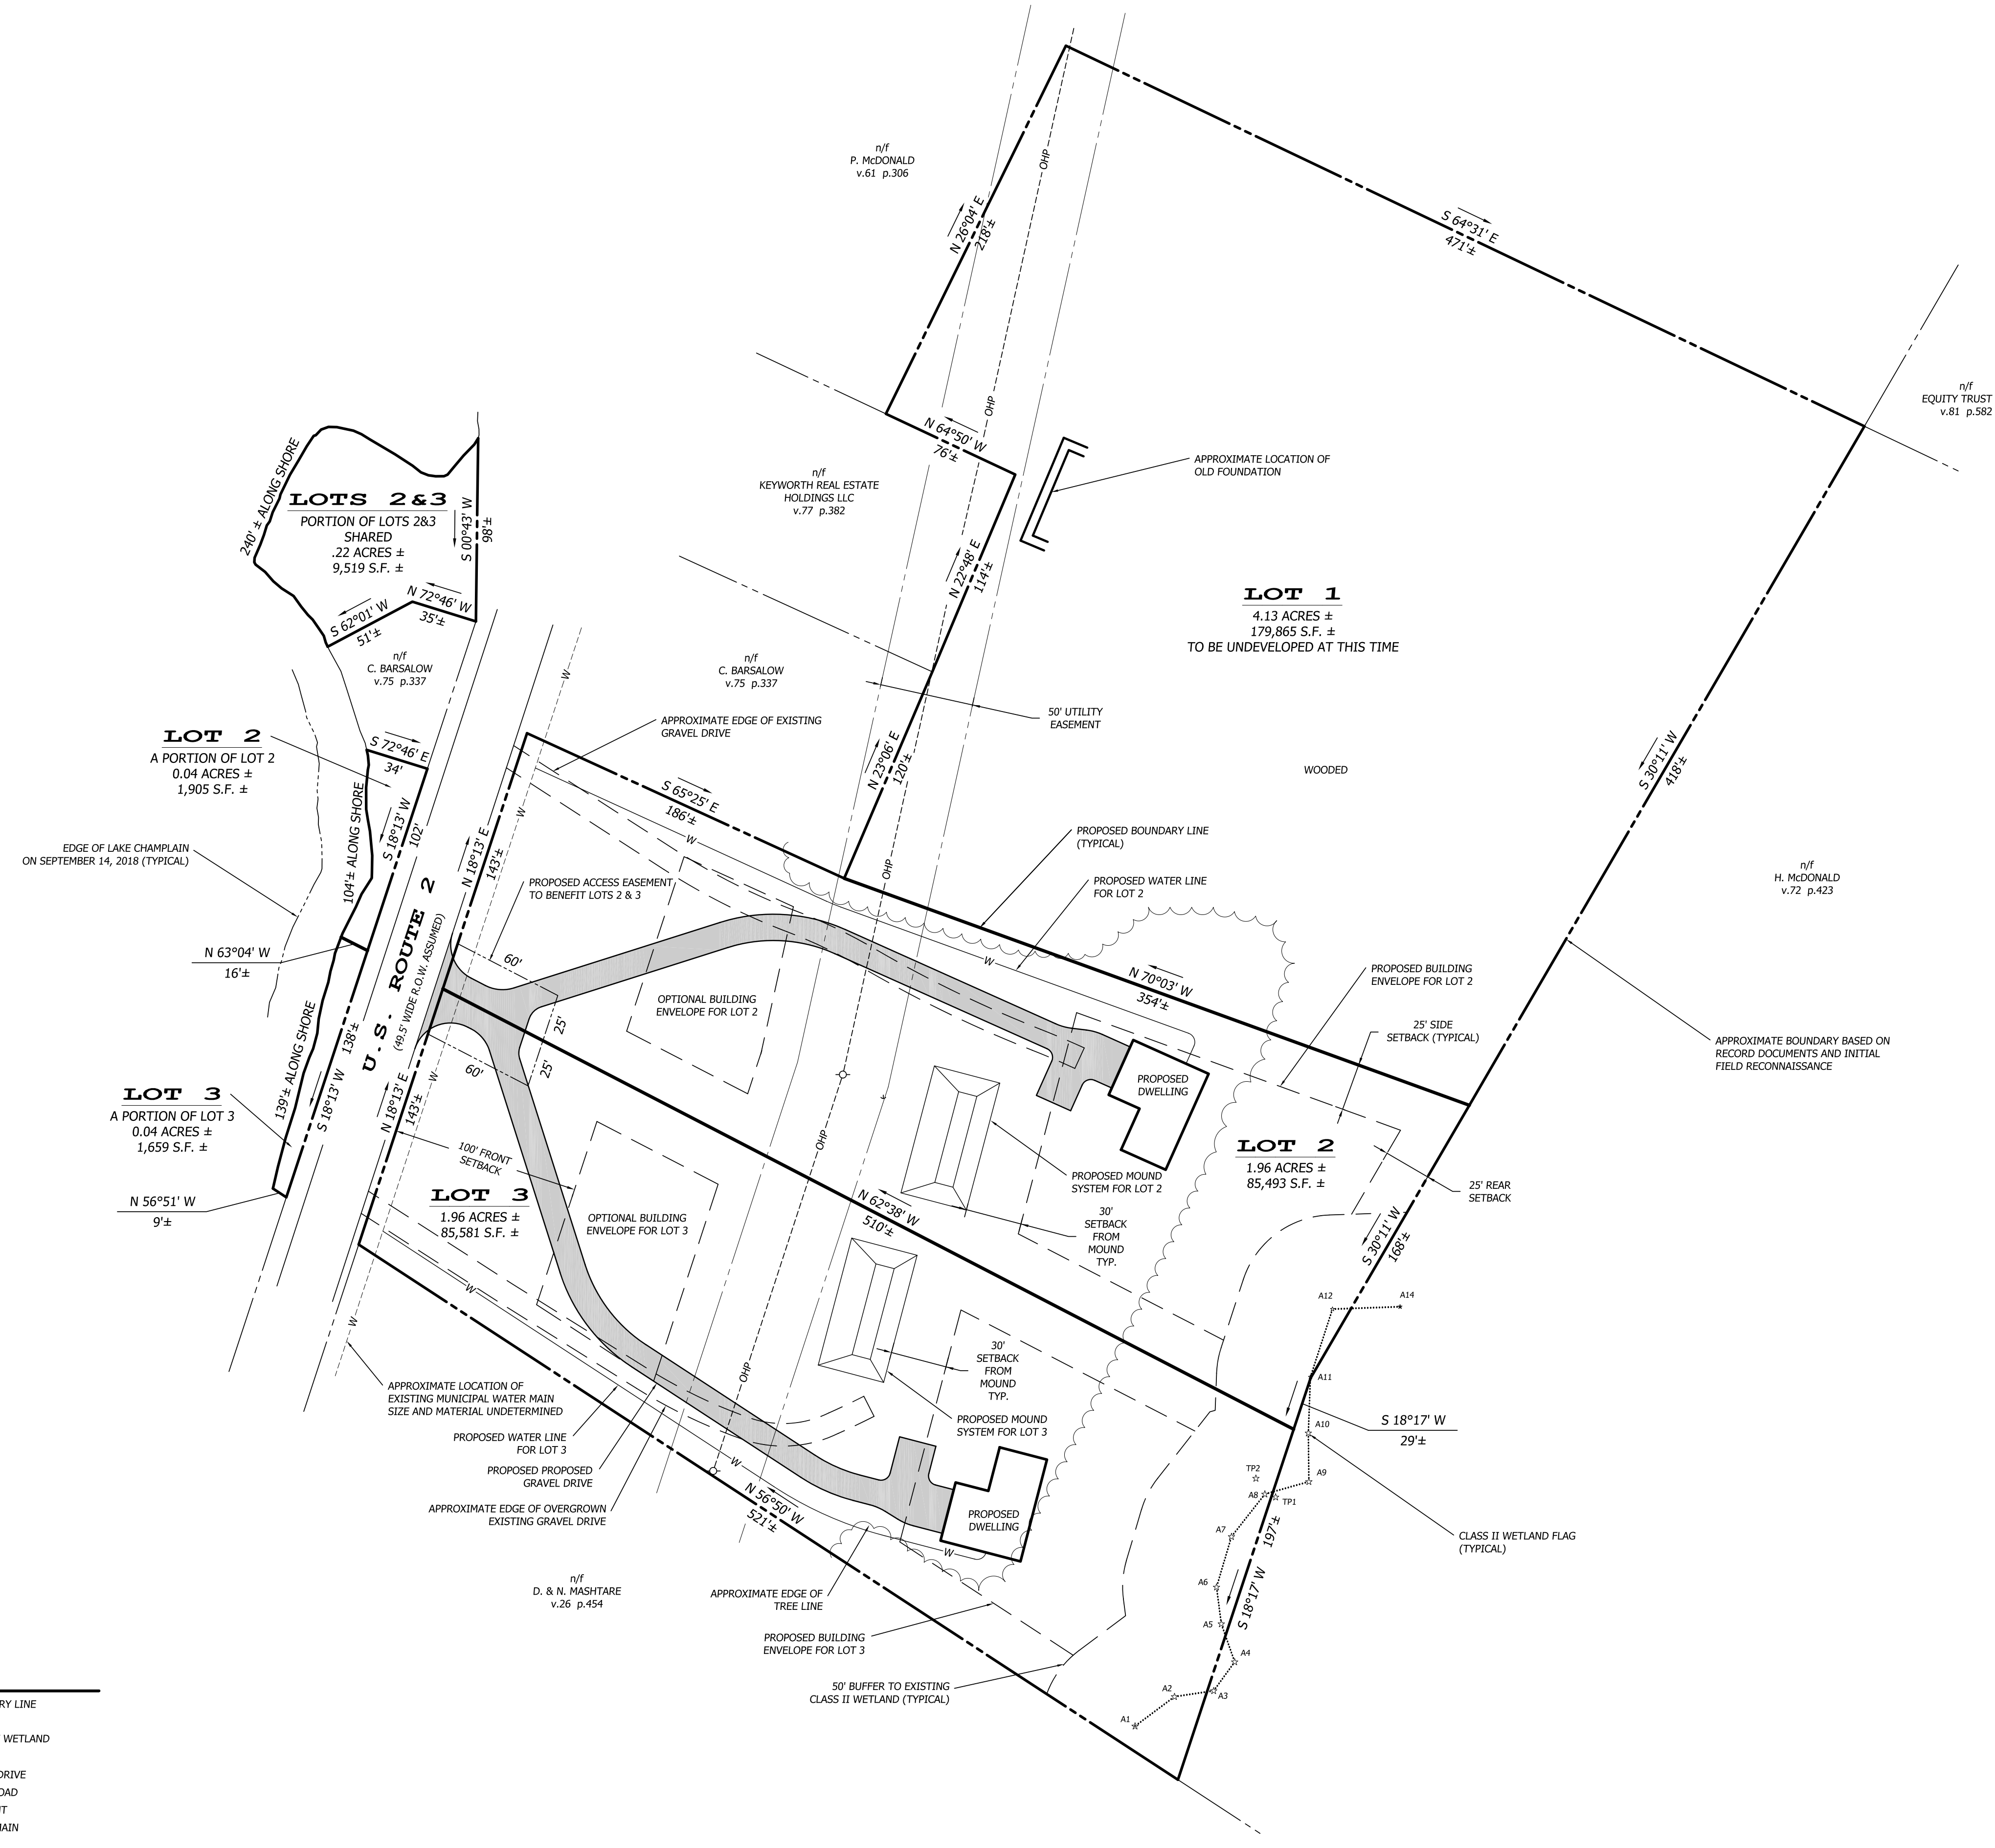 n/f
P. McDONALD
v.61  p.306
OHP
N 26°04' E
218'±
S 64°31' E
471'±
n/f
EQUITY TRUST
v.81  p.582
OHP
N 64°50' W
76'±
APPROXIMATE LOCATION OF
OLD FOUNDATION
n/f
KEYWORTH REAL ESTATE
HOLDINGS LLC
v.77  p.382
240' ± ALONG SHORE
LOTS 2&3
PORTION OF LOTS 2&3
SHARED
.22 ACRES ±
9,519 S.F. ±
S 00°43' W
98'±
N 72°46' W
35'±
S 62°01' W
51'±
N 22°48' E
114'±
LOT 1
4.13 ACRES ±
179,865 S.F. ±
TO BE UNDEVELOPED AT THIS TIME
n/f
C. BARSALOW
v.75  p.337
n/f
C. BARSALOW
v.75  p.337
W
50' UTILITY
EASEMENT
APPROXIMATE EDGE OF EXISTING
GRAVEL DRIVE
LOT 2
A PORTION OF LOT 2
0.04 ACRES ±
1,905 S.F. ±
S 72°46' E
34'
N 23°06' E
120'±
WOODED
S 30°11' W
418'±
S 65°25' E
186'±
W
W
104'± ALONG SHORE
S 18°13' W
102'
EDGE OF LAKE CHAMPLAIN
ON SEPTEMBER 14, 2018 (TYPICAL)
N 18°13' E
143'±
PROPOSED BOUNDARY LINE
(TYPICAL)
OHP
PROPOSED ACCESS EASEMENT
TO BENEFIT LOTS 2 & 3
PROPOSED WATER LINE
FOR LOT 2
n/f
H. McDONALD
v.72  p.423
U.S. ROUTE 2
(49.5' WIDE R.O.W. ASSUMED)
N 63°04' W
16'±
60'
W
N 70°03' W
354'±
PROPOSED BUILDING
ENVELOPE FOR LOT 2
OPTIONAL BUILDING
ENVELOPE FOR LOT 2
25'
25'
60'
25' SIDE
SETBACK (TYPICAL)
APPROXIMATE BOUNDARY BASED ON
RECORD DOCUMENTS AND INITIAL
FIELD RECONNAISSANCE
139'± ALONG SHORE
S 18°13' W
138'±
N 18°13' E
143'±
W
PROPOSED
DWELLING
LOT 3
A PORTION OF LOT 3
0.04 ACRES ±
1,659 S.F. ±
OHP
100' FRONT
SETBACK
LOT 2
1.96 ACRES ±
85,493 S.F. ±
PROPOSED MOUND
SYSTEM FOR LOT 2
25' REAR
SETBACK
N 56°51' W
9'±
LOT 3
1.96 ACRES ±
85,581 S.F. ±
OPTIONAL BUILDING
ENVELOPE FOR LOT 3
N 62°38' W
510'±
30'
SETBACK
FROM
MOUND
TYP.
S 30°11' W
168'±
W
W
A12
A14
30'
SETBACK
FROM
MOUND
TYP.
OHP
A11
APPROXIMATE LOCATION OF
EXISTING MUNICIPAL WATER MAIN
SIZE AND MATERIAL UNDETERMINED
PROPOSED MOUND
SYSTEM FOR LOT 3
S 18°17' W
29'±
A10
PROPOSED WATER LINE
FOR LOT 3
W
PROPOSED PROPOSED
GRAVEL DRIVE
TP2
A9
A8
TP1
APPROXIMATE EDGE OF OVERGROWN
EXISTING GRAVEL DRIVE
N 56°50' W
521'±
PROPOSED
DWELLING
W
A7
CLASS II WETLAND FLAG
(TYPICAL)
S 18°17' W
197'±
n/f
D. & N. MASHTARE
v.26  p.454
APPROXIMATE EDGE OF
TREE LINE
A6
A5
PROPOSED BUILDING
ENVELOPE FOR LOT 3
A4
50' BUFFER TO EXISTING
CLASS II WETLAND (TYPICAL)
A2
A3
A1
RY LINE
WETLAND
DRIVE
OAD